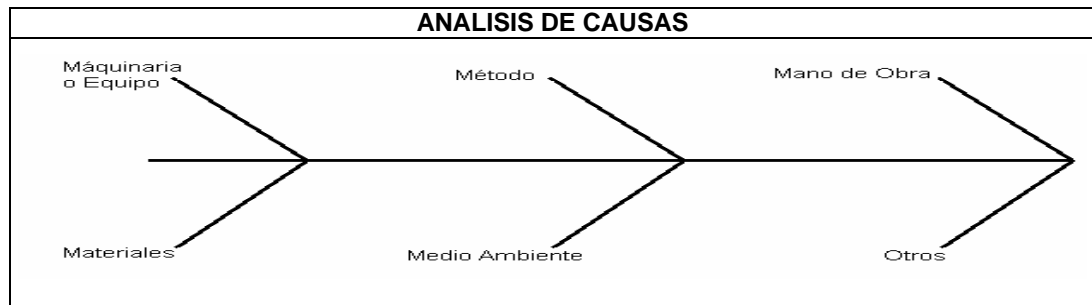 ANALISIS DE CAUSAS
Máquinaria
o Equipo
Método
Mano de Obra
Materiales
Medio Ambiente
Otros